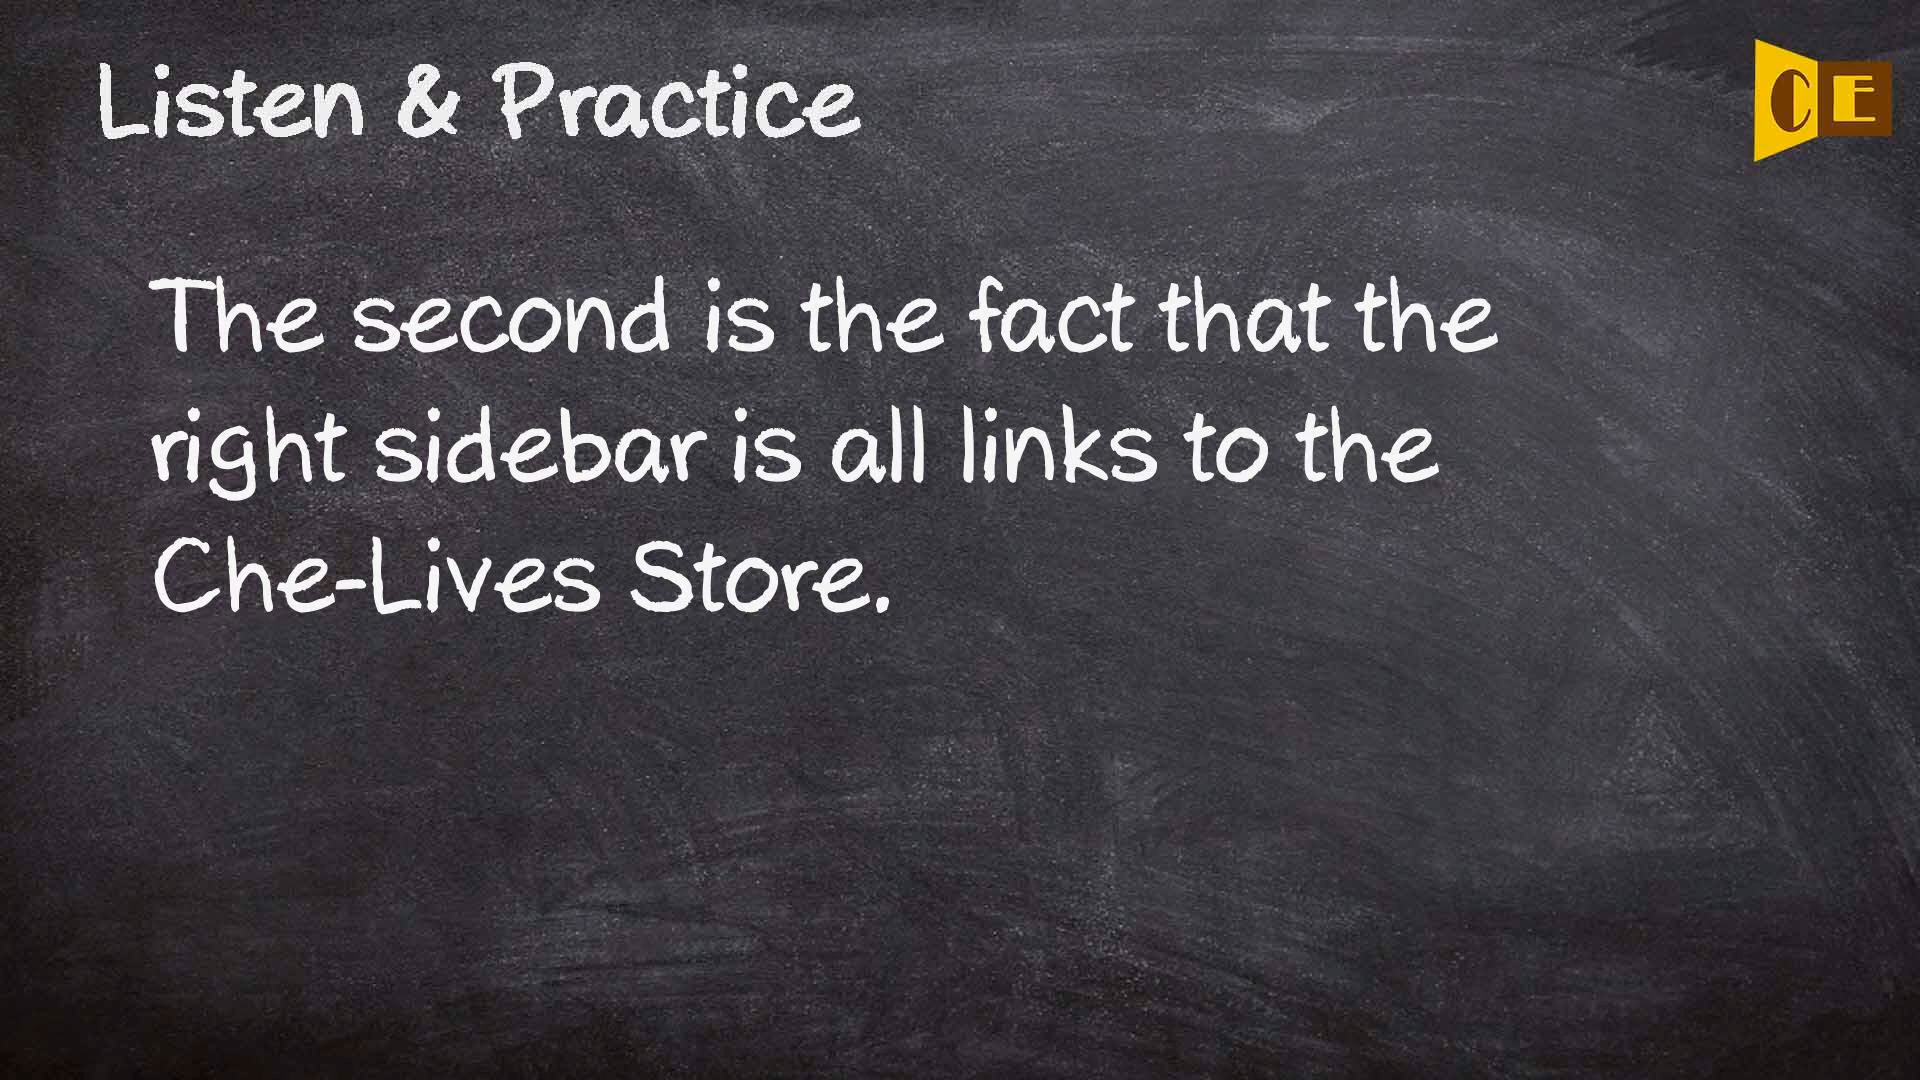 Listen & Practice
CE
The second is the fact that the
right sidebar is all links to the
Che-Lives Store.